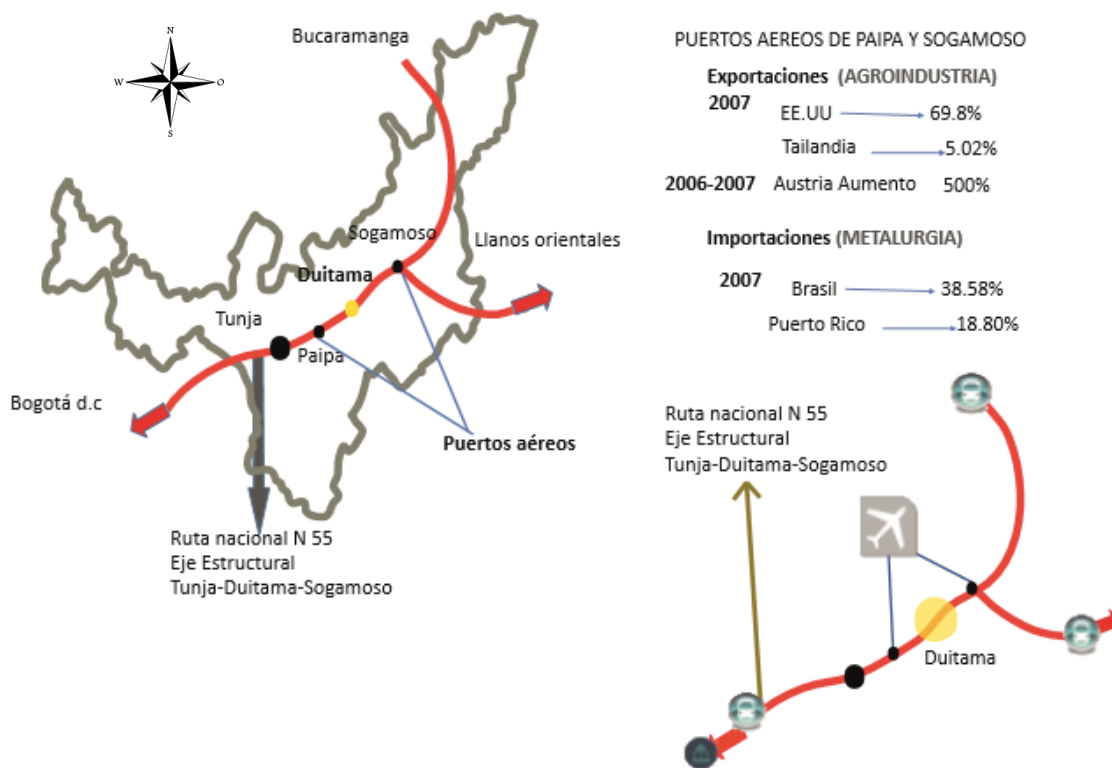 N
W
O
S
Bucaramanga
Sogamoso
Llanos orientales
Duitama
Tunja
Paipa
Bogotá d.c
Puertos aéreos
Ruta nacional N 55
Eje Estructural
Tunja-Duitama-Sogamoso
PUERTOS AEREOS DE PAIPA Y SOGAMOSO
Exportaciones (AGROINDUSTRIA)
2007
EE.UU 69.8%
Tailandia 5.02%
2006-2007 Austria Aumento 500%
Importaciones (METALURGIA)
2007
Brasil 38.58%
Puerto Rico 18.80%
Ruta nacional N 55
Eje Estructural
Tunja-Duitama-Sogamoso
Duitama